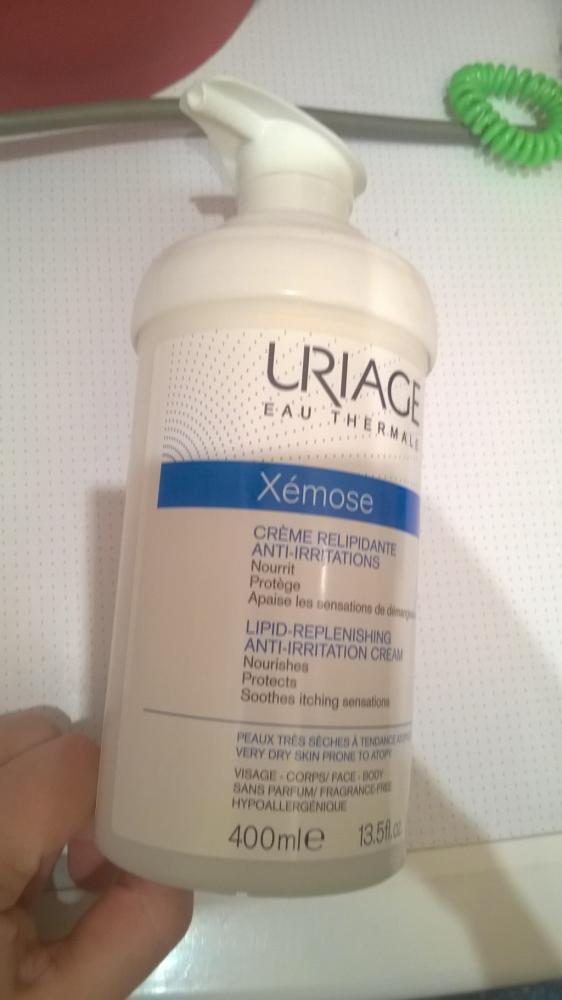 URIAGE
EAU THERMALE
Xémose
CRÈME RELIPIDANTE
ANTI-IRRITATIONS
Nourrit
Protège
Apaise les sensations de
LIPID-REPLENISHING
ANTI-IRRITATION CREAM
Nourishes
Protects
Soothes itching sensations
PEAUX TRÈS SÈCHES À TENDANCE
VERY DRY SKIN PRONE TO ATOPY
VISAGE - CORPS/ FACE - BODY
SANS PARFUM/ FRAGRANCE-FREE
HYPOALLERGÉNIQUE
400ml℮ 13.5fl.oz